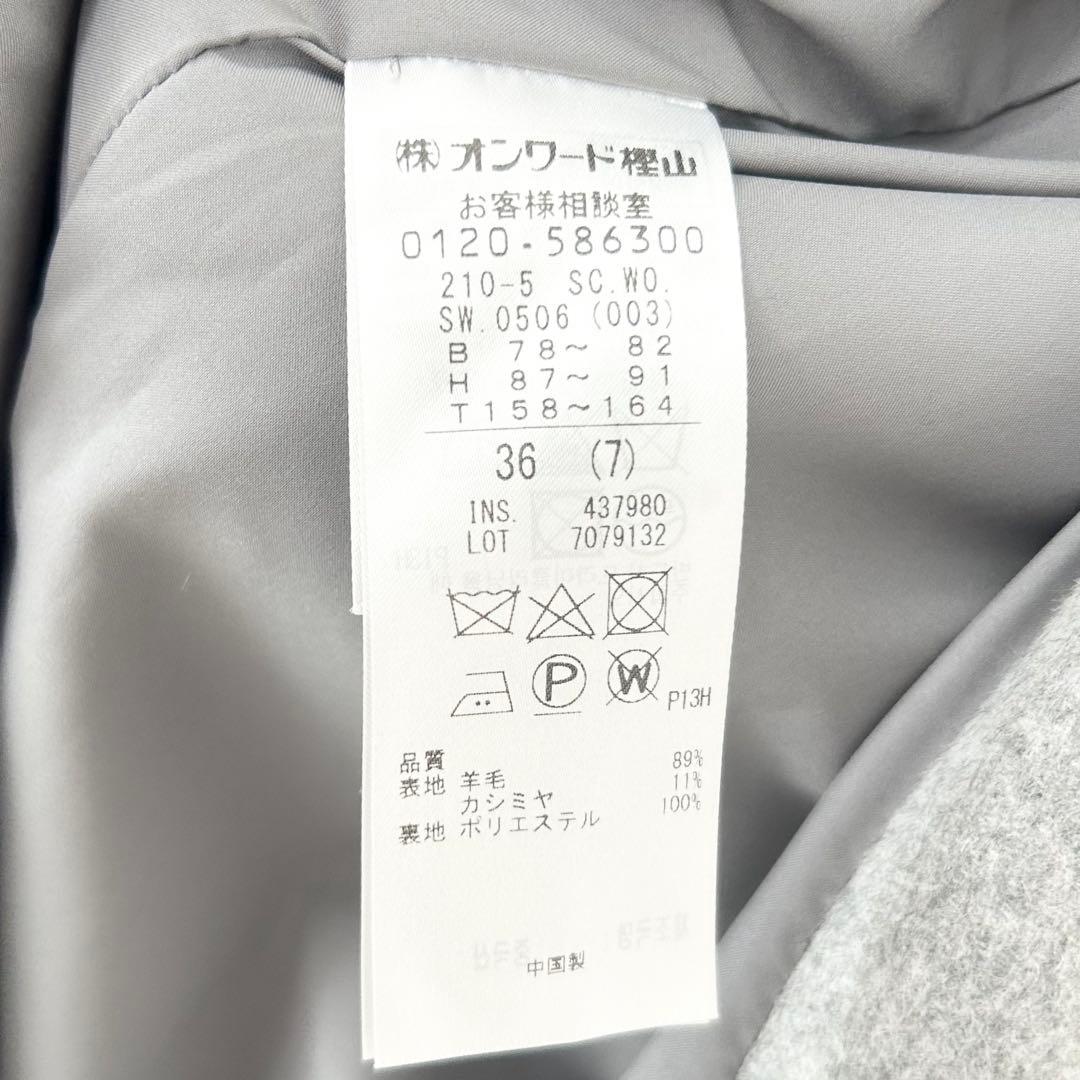 (株)オンワード樫山
お客様相談室
0120-586300
210-5 SC.WO.
SW.0506 (003)
B 78～ 82
H 87～ 91
T158～164
36 (7)
INS. 437980
LOT 7079132
P
W
P13H
品質
表地 羊毛 89%
カシミヤ 11%
裏地 ポリエステル 100%
中国製